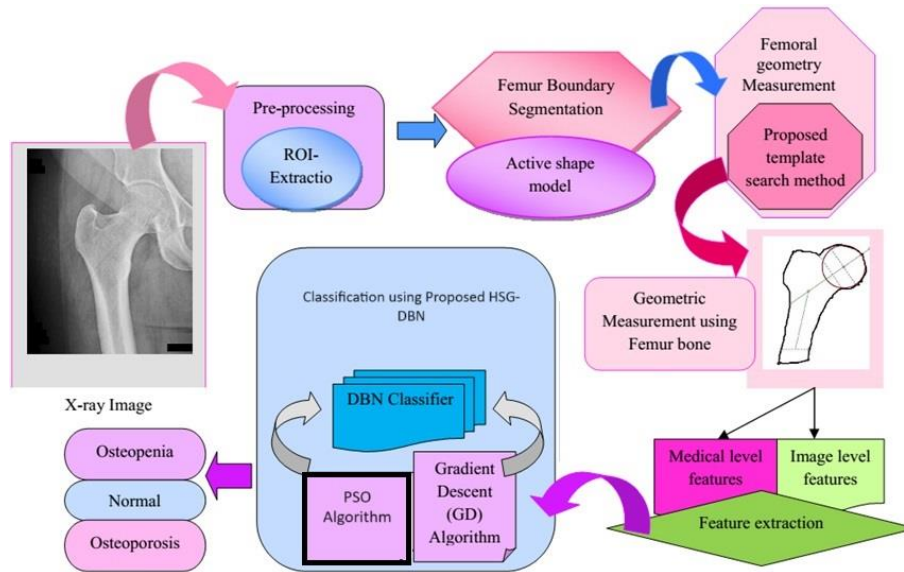 Pre-processing
ROI-
Extractio
Femur Boundary
Segmentation
Active shape
model
Femoral
geometry
Measurement
Proposed
template
search method
X-ray Image
Geometric
Measurement using
Femur bone
Medical level
features
Image level
features
Feature extraction
Classification using Proposed HSG-
DBN
DBN Classifier
PSO
Algorithm
Gradient
Descent
(GD)
Algorithm
Osteopenia
Normal
Osteoporosis